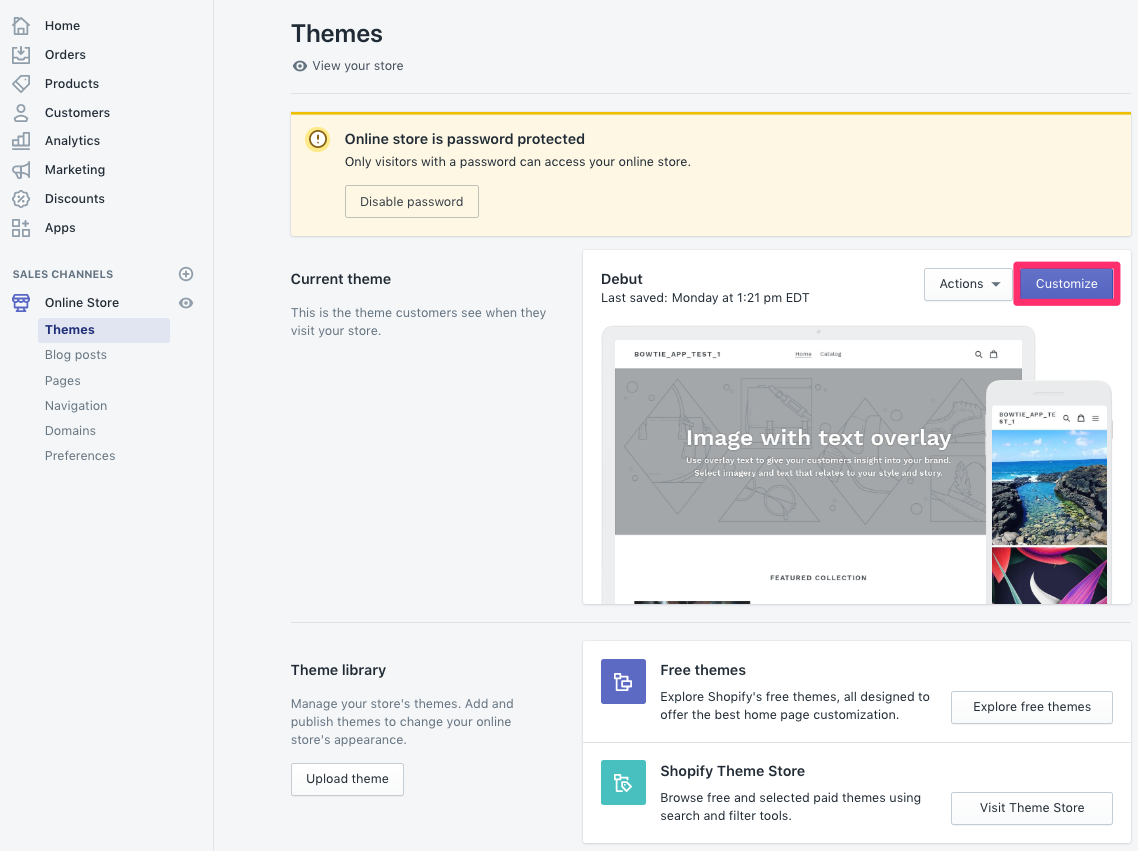 Home
Orders
Products
Customers
Analytics
Marketing
Discounts
Apps
SALES CHANNELS
Online Store
Themes
Blog posts
Pages
Navigation
Domains
Preferences
Themes
View your store
Online store is password protected
Only visitors with a password can access your online store.
Disable password
Current theme
This is the theme customers see when they
visit your store.
Debut
Last saved: Monday at 1:21 pm EDT
Actions
Customize
BOWTIE_APP_TEST_1
Home Catalog
Image with text overlay
Use overlay text to give your customers insight into your brand.
Select imagery and text that relates to your style and story.
FEATURED COLLECTION
BOWTIE_APP_TE
ST_1
Theme library
Manage your store's themes. Add and
publish themes to change your online
store's appearance.
Upload theme
Free themes
Explore Shopify's free themes, all designed to
offer the best home page customization.
Explore free themes
Shopify Theme Store
Browse free and selected paid themes using
search and filter tools.
Visit Theme Store